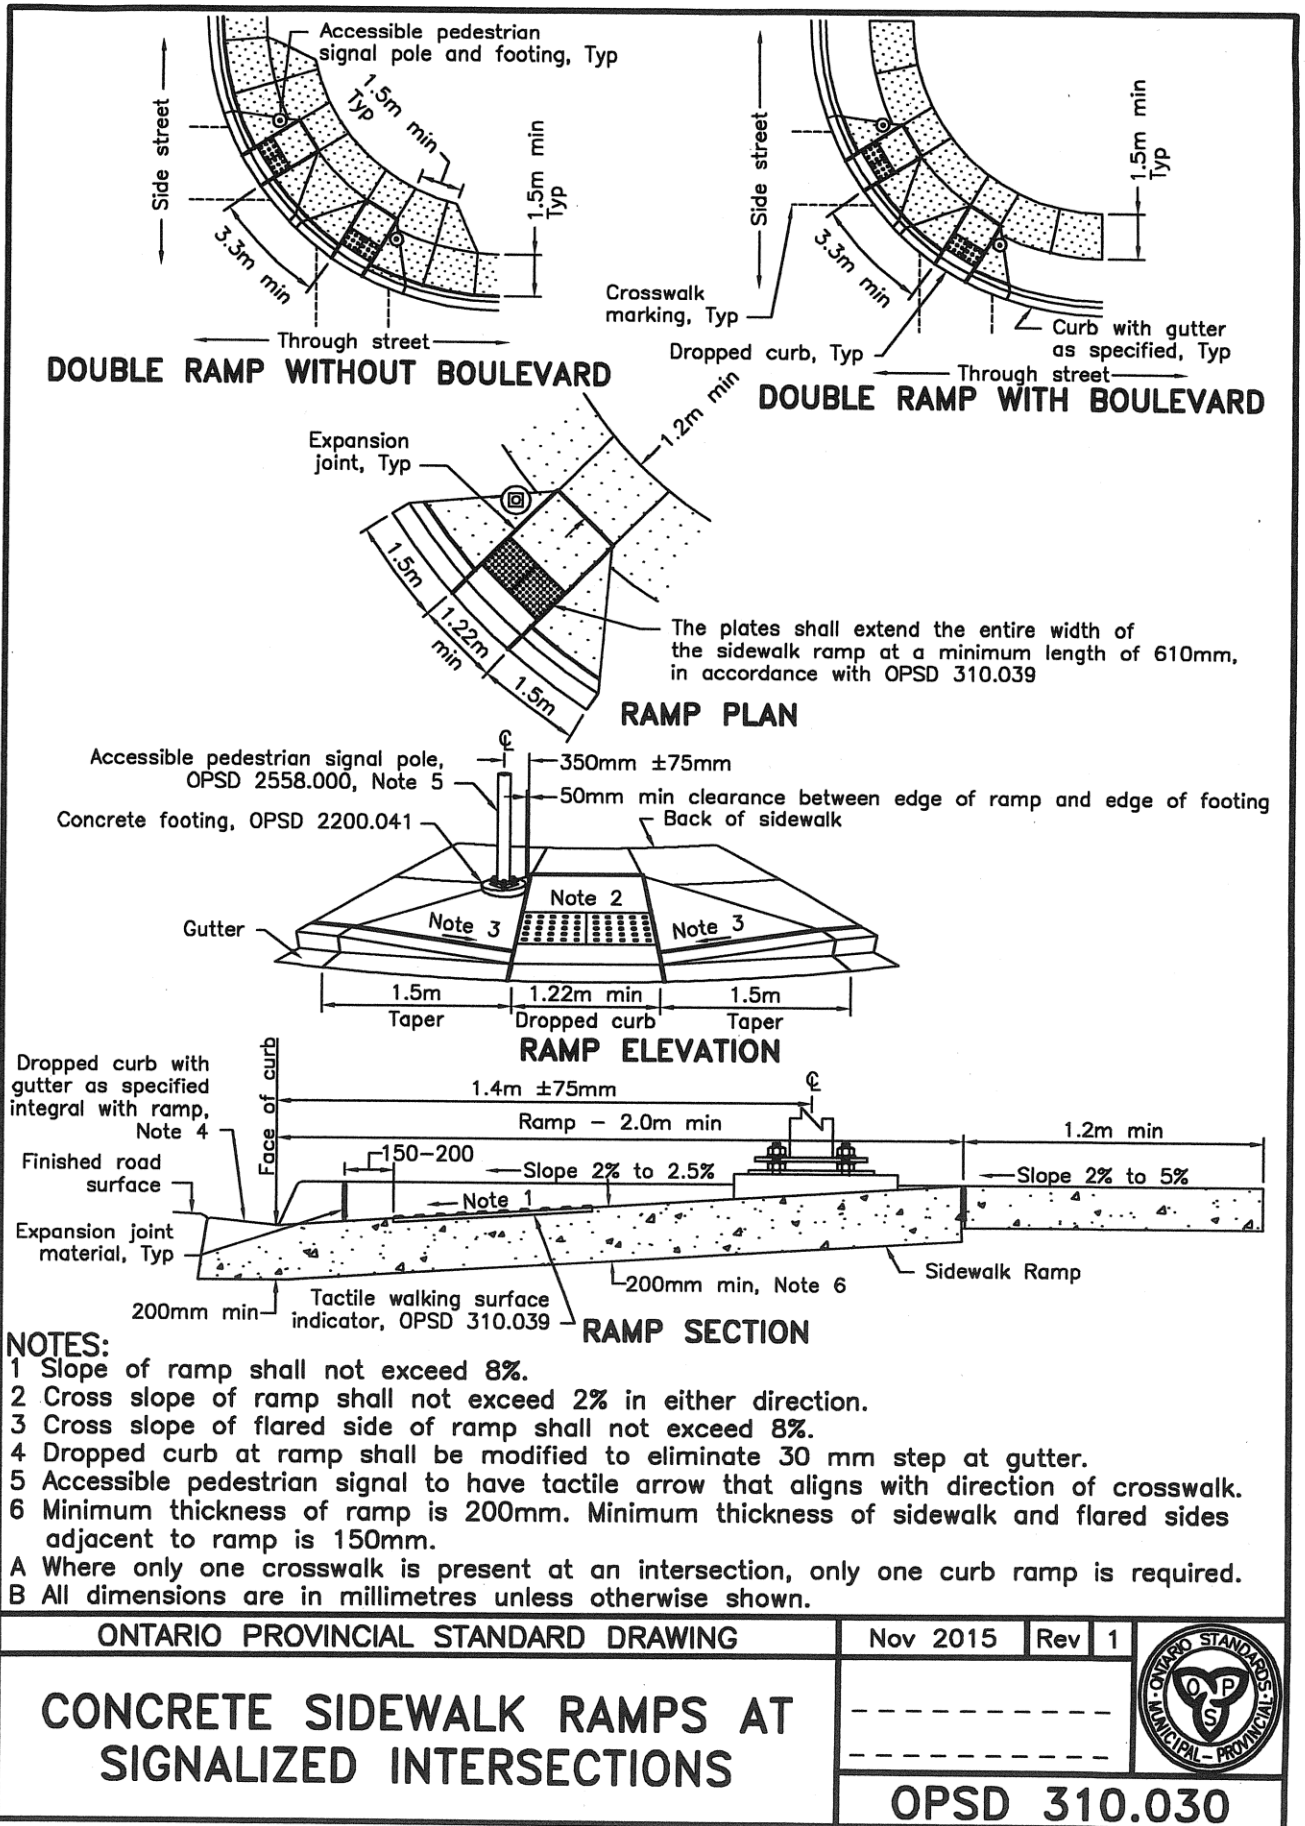 Accessible pedestrian
signal pole and footing, Typ
1.5m min
Typ
1.5m min
Typ
Side street
3.3m min
Through street
DOUBLE RAMP WITHOUT BOULEVARD
Side street
1.5m min
Typ
3.3m min
Crosswalk
marking, Typ
Dropped curb, Typ
Curb with gutter
as specified, Typ
Through street
DOUBLE RAMP WITH BOULEVARD
1.2m min
Expansion
joint, Typ
1.5m
1.22m
min
1.5m
The plates shall extend the entire width of
the sidewalk ramp at a minimum length of 610mm,
in accordance with OPSD 310.039
RAMP PLAN
Accessible pedestrian signal pole,
OPSD 2558.000, Note 5
℄
350mm ±75mm
50mm min clearance between edge of ramp and edge of footing
Concrete footing, OPSD 2200.041
Back of sidewalk
Note 2
Note 3
Note 3
Gutter
1.5m
Taper
1.22m min
Dropped curb
1.5m
Taper
RAMP ELEVATION
Dropped curb with
gutter as specified
integral with ramp,
Note 4
Face of curb
1.4m ±75mm
℄
Ramp – 2.0m min
1.2m min
150-200
Slope 2% to 2.5%
Slope 2% to 5%
Finished road
surface
Note 1
Expansion joint
material, Typ
200mm min
Tactile walking surface
indicator, OPSD 310.039
200mm min, Note 6
Sidewalk Ramp
RAMP SECTION
NOTES:
1 Slope of ramp shall not exceed 8%.
2 Cross slope of ramp shall not exceed 2% in either direction.
3 Cross slope of flared side of ramp shall not exceed 8%.
4 Dropped curb at ramp shall be modified to eliminate 30 mm step at gutter.
5 Accessible pedestrian signal to have tactile arrow that aligns with direction of crosswalk.
6 Minimum thickness of ramp is 200mm. Minimum thickness of sidewalk and flared sides
adjacent to ramp is 150mm.
A Where only one crosswalk is present at an intersection, only one curb ramp is required.
B All dimensions are in millimetres unless otherwise shown.
ONTARIO PROVINCIAL STANDARD DRAWING
Nov 2015
Rev
1
CONCRETE SIDEWALK RAMPS AT
SIGNALIZED INTERSECTIONS
ONTARIO STANDARDS
MUNICIPAL – PROVINCIAL
O P
S
OPSD 310.030